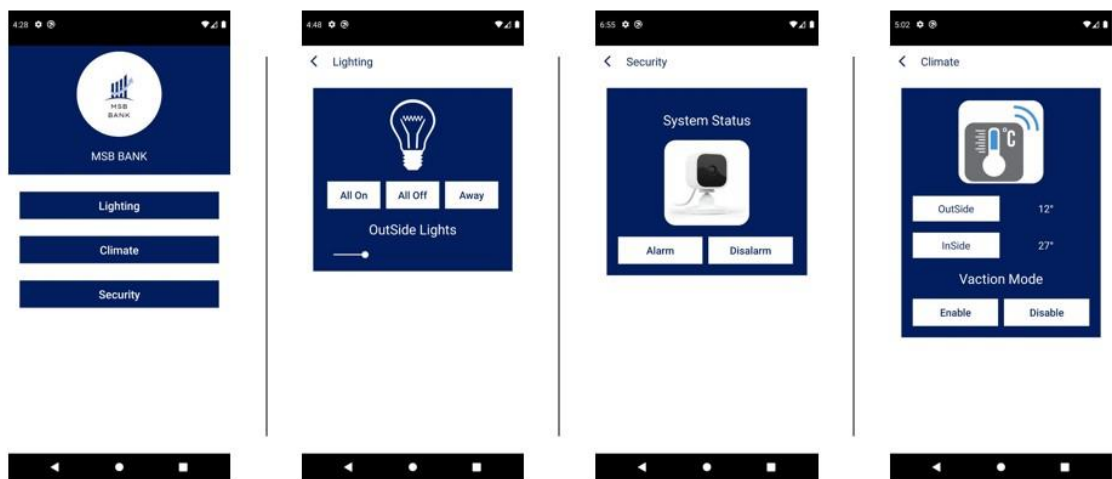 4:28
MSB
BANK
MSB BANK
Lighting
Climate
Security
4:48
Lighting
All On All Off Away
OutSide Lights
6:55
Security
System Status
Alarm Disalarm
5:02
Climate
°C
OutSide 12°
InSide 27°
Vaction Mode
Enable Disable